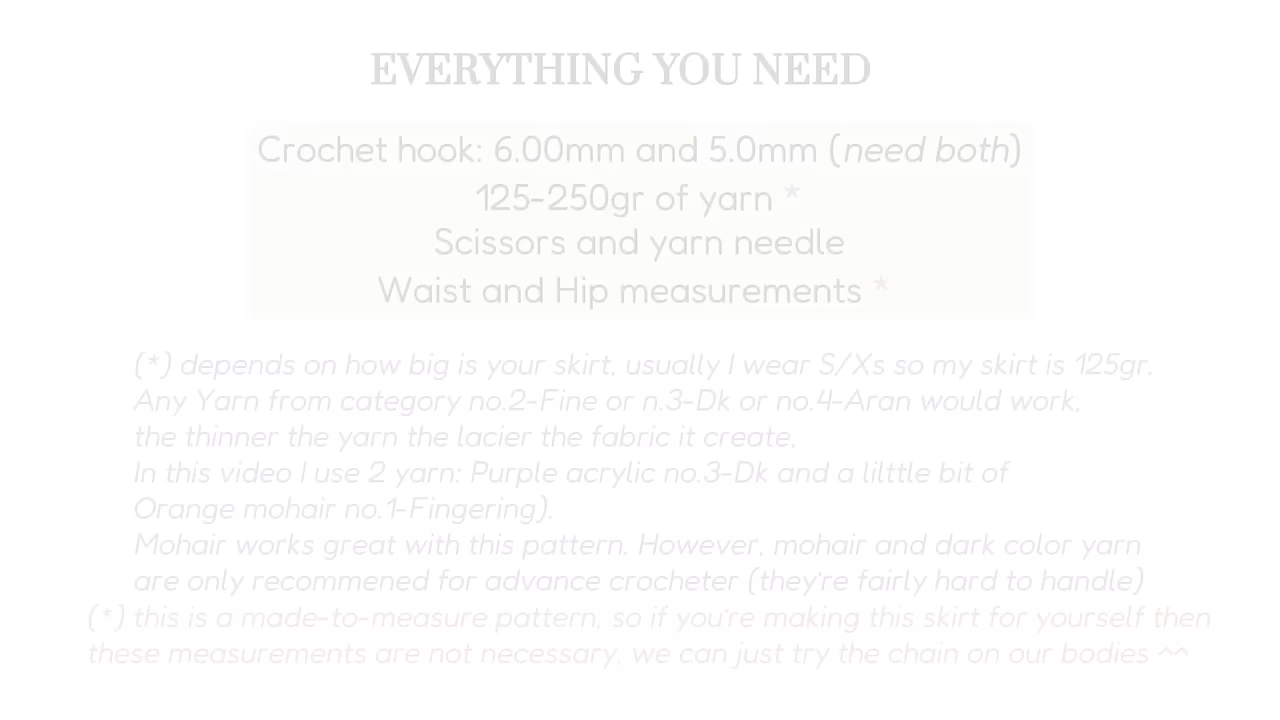 EVERYTHING YOU NEED
Crochet hook: 6.00mm and 5.0mm (need both)
125-250gr of yarn *
Scissors and yarn needle
Waist and Hip measurements *
(*) depends on how big is your skirt, usually I wear S/Xs so my skirt is 125gr.
Any Yarn from category no.2-Fine or n.3-Dk or no.4-Aran would work,
the thinner the yarn the lacier the fabric it create,
In this video I use 2 yarn: Purple acrylic no.3-Dk and a lilttle bit of
Orange mohair no.1-Fingering).
Mohair works great with this pattern. However, mohair and dark color yarn
are only recommened for advance crocheter (they're fairly hard to handle)
(*) this is a made-to-measure pattern, so if you're making this skirt for yourself then
these measurements are not necessary, we can just try the chain on our bodies ^^